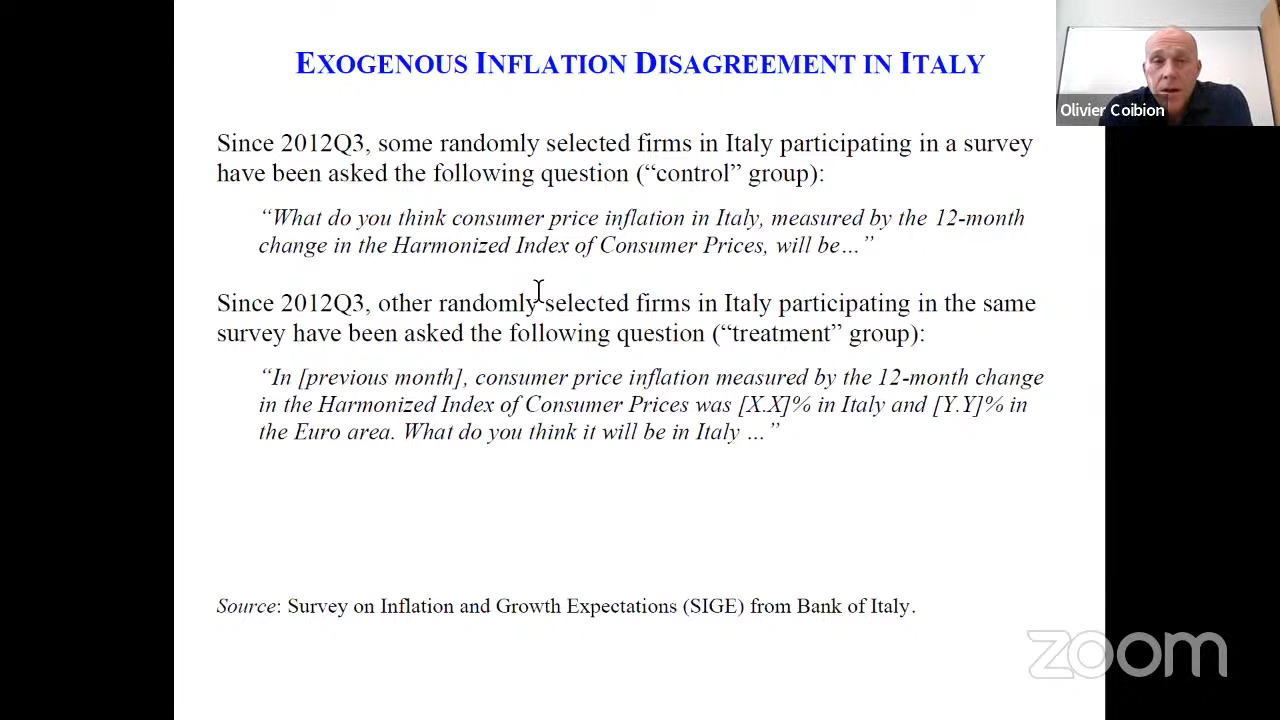 EXOGENOUS INFLATION DISAGREEMENT IN ITALY
Olivier Coibion
Since 2012Q3, some randomly selected firms in Italy participating in a survey
have been asked the following question (“control” group):
“What do you think consumer price inflation in Italy, measured by the 12-month
change in the Harmonized Index of Consumer Prices, will be…”
Since 2012Q3, other randomly selected firms in Italy participating in the same
survey have been asked the following question (“treatment” group):
“In [previous month], consumer price inflation measured by the 12-month change
in the Harmonized Index of Consumer Prices was [X.X]% in Italy and [Y.Y]% in
the Euro area. What do you think it will be in Italy …”
Source: Survey on Inflation and Growth Expectations (SIGE) from Bank of Italy.
zoom